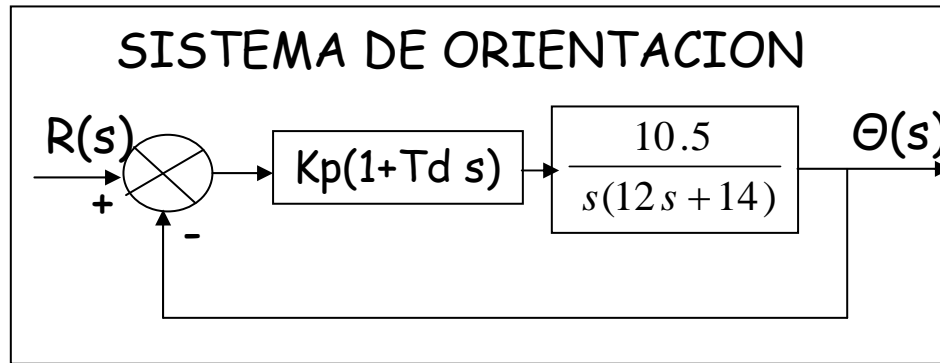 SISTEMA DE ORIENTACION
R(s)
+
-
Kp(1+Td s)
10.5
s(12s+14)
Θ(s)